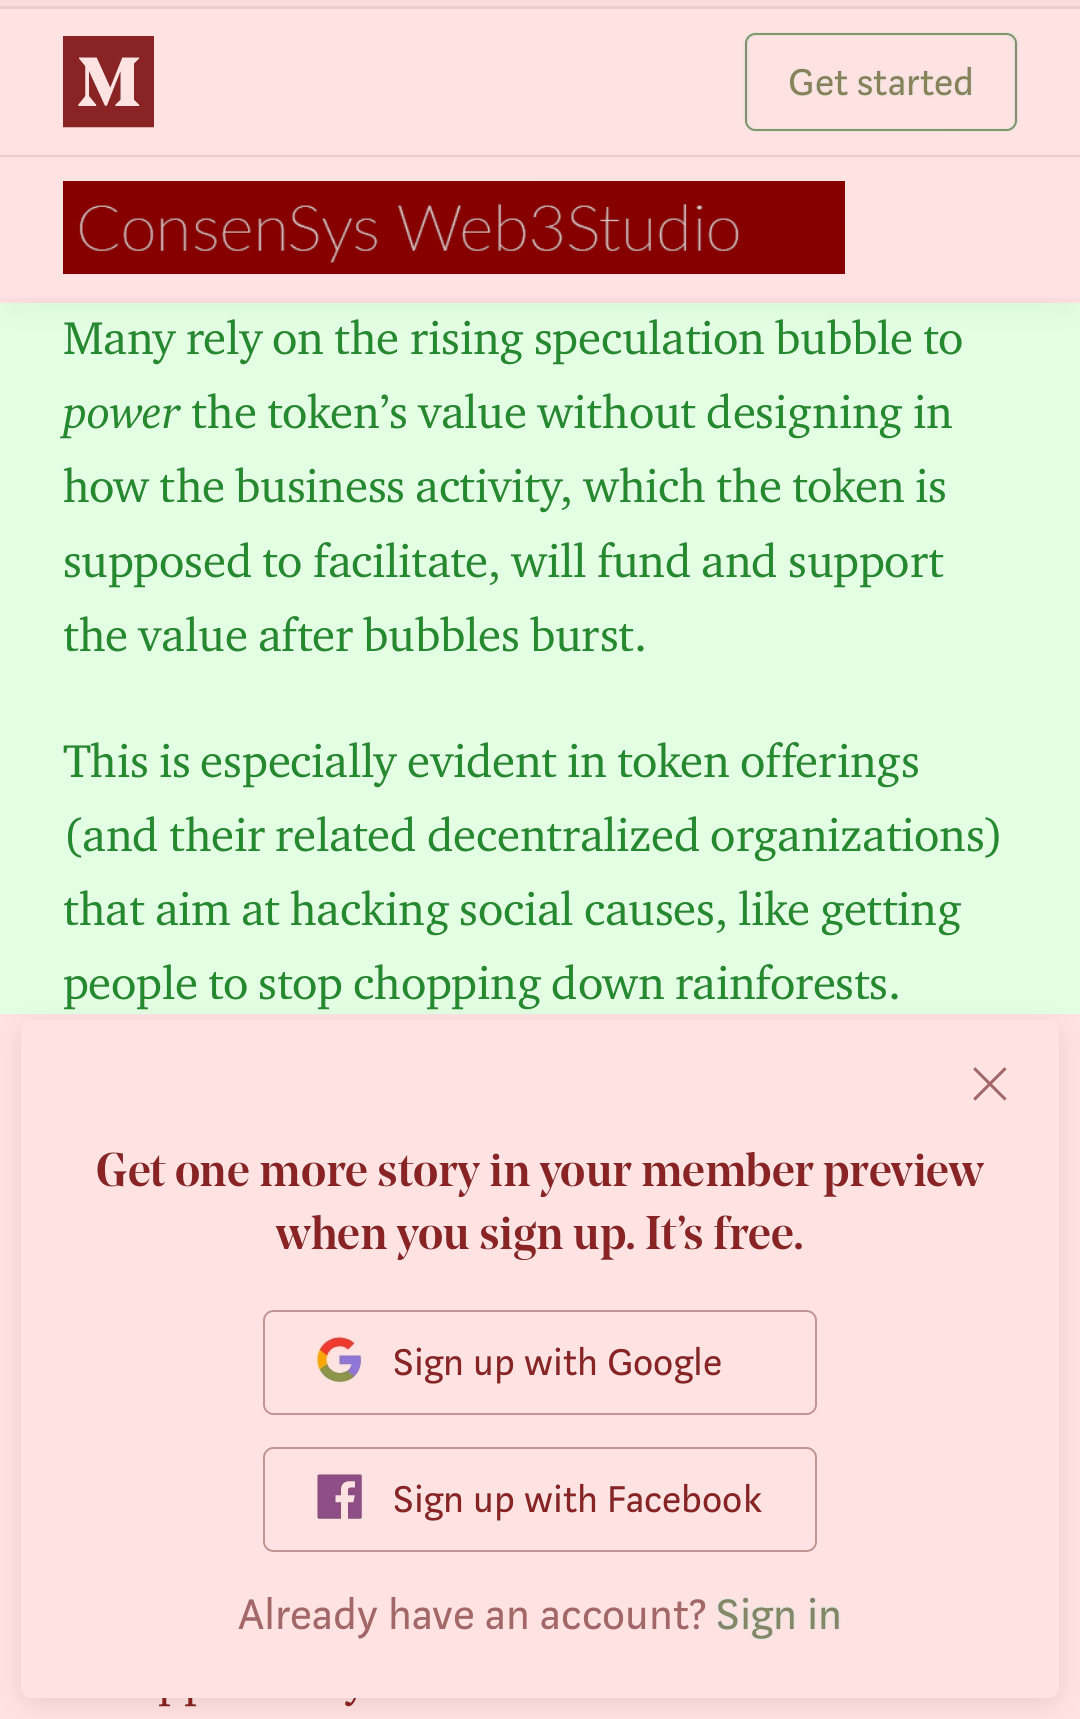 M
Get started
ConsenSys Web3Studio
Many rely on the rising speculation bubble to
power the token’s value without designing in
how the business activity, which the token is
supposed to facilitate, will fund and support
the value after bubbles burst.
This is especially evident in token offerings
(and their related decentralized organizations)
that aim at hacking social causes, like getting
people to stop chopping down rainforests.
Get one more story in your member preview
when you sign up. It’s free.
Sign up with Google
Sign up with Facebook
Already have an account? Sign in